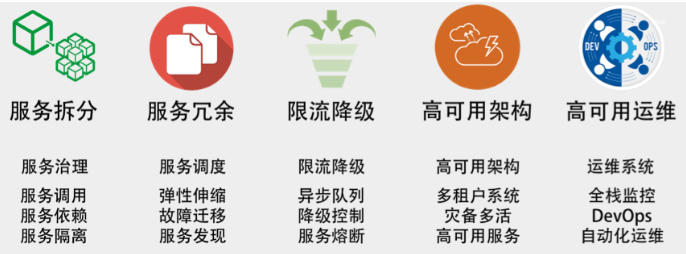 DEV OPS
服务拆分 服务冗余 限流降级 高可用架构 高可用运维
服务治理 服务调度 限流降级 高可用架构 运维系统
服务调用 弹性伸缩 异步队列 多租户系统 全栈监控
服务依赖 故障迁移 降级控制 灾备多活 DevOps
服务隔离 服务发现 服务熔断 高可用服务 自动化运维